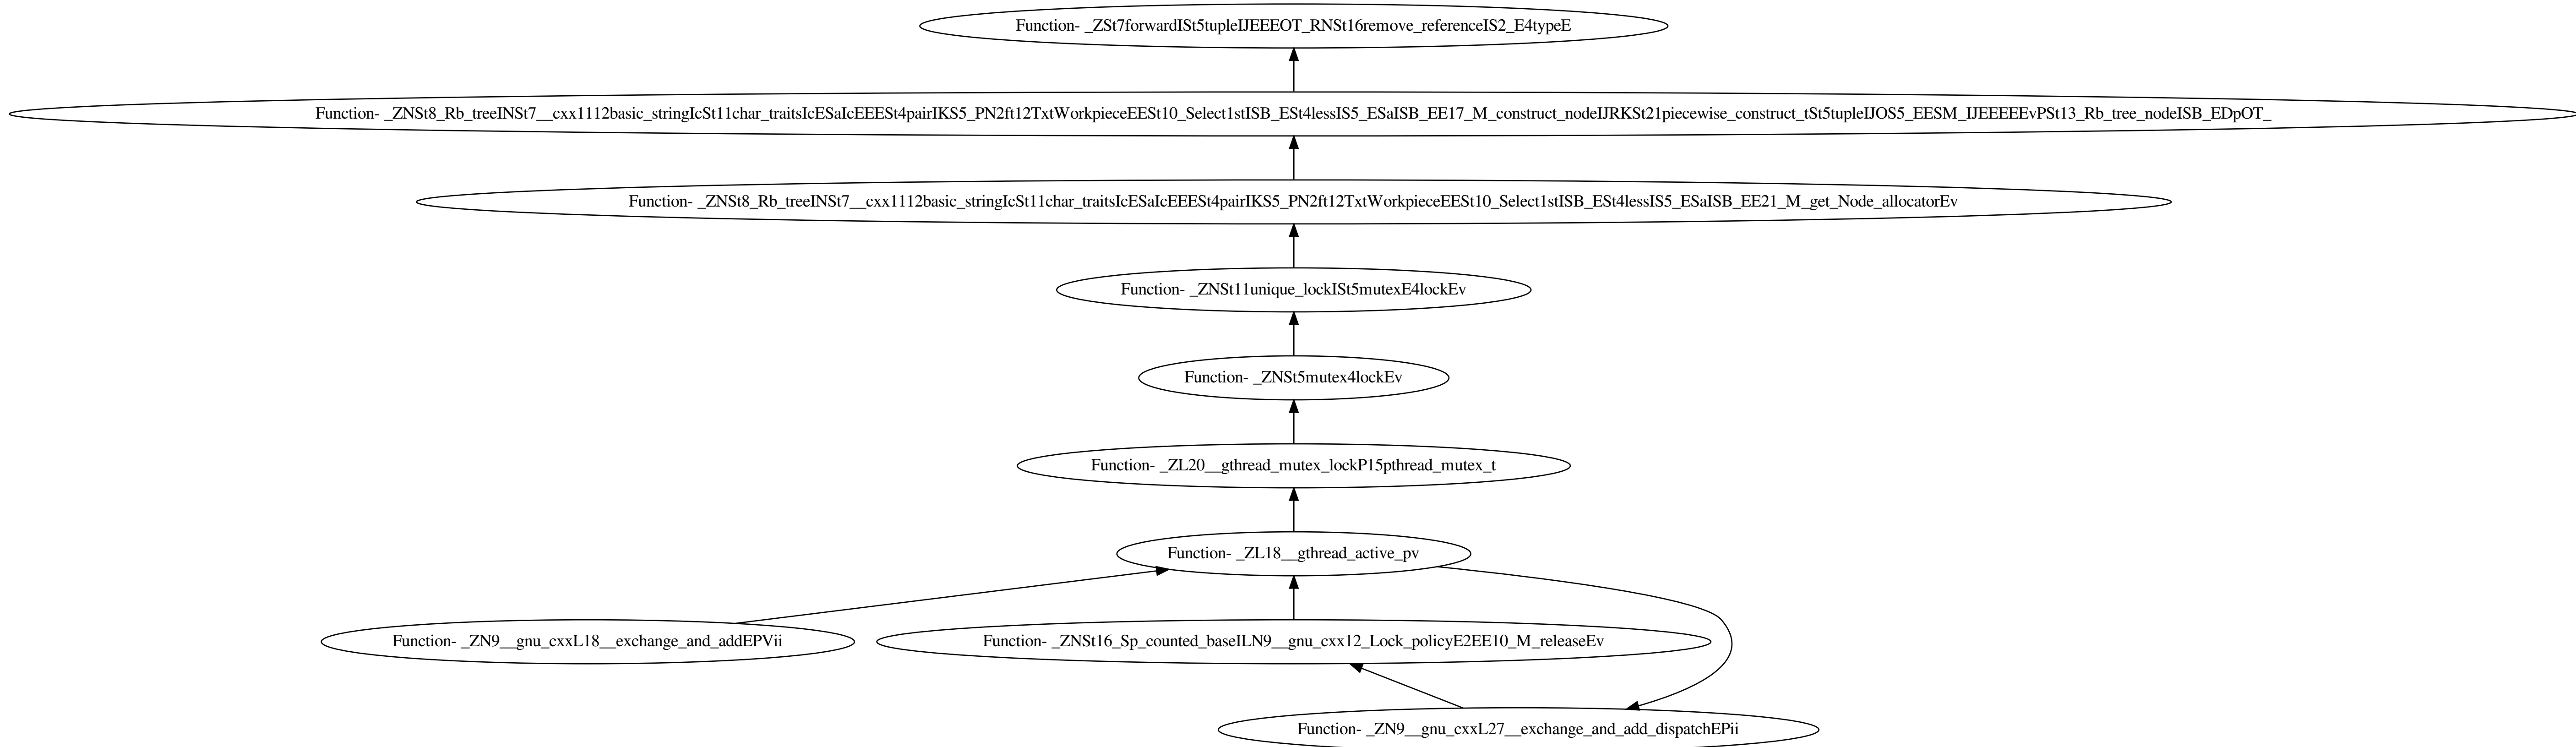 Function- _ZSt7forwardISt5tupleIJEEEOT_RNSt16remove_referenceIS2_E4typeE
Function- _ZNSt8_Rb_treeINSt7__cxx1112basic_stringIcSt11char_traitsIcESaIcEEESt4pairIKS5_PN2ft12TxtWorkpieceEESt10_Select1stISB_ESt4lessIS5_ESaISB_EE17_M_construct_nodeIJRKSt21piecewise_construct_tSt5tupleIJOS5_EESM_IJEEEEEvPSt13_Rb_tree_nodeISB_EDpOT_
Function- _ZNSt8_Rb_treeINSt7__cxx1112basic_stringIcSt11char_traitsIcESaIcEEESt4pairIKS5_PN2ft12TxtWorkpieceEESt10_Select1stISB_ESt4lessIS5_ESaISB_EE21_M_get_Node_allocatorEv
Function- _ZNSt11unique_lockISt5mutexE4lockEv
Function- _ZNSt5mutex4lockEv
Function- _ZL20__gthread_mutex_lockP15pthread_mutex_t
Function- _ZL18__gthread_active_pv
Function- _ZN9__gnu_cxxL18__exchange_and_addEPVii
Function- _ZNSt16_Sp_counted_baseILN9__gnu_cxx12_Lock_policyE2EE10_M_releaseEv
Function- _ZN9__gnu_cxxL27__exchange_and_add_dispatchEPii